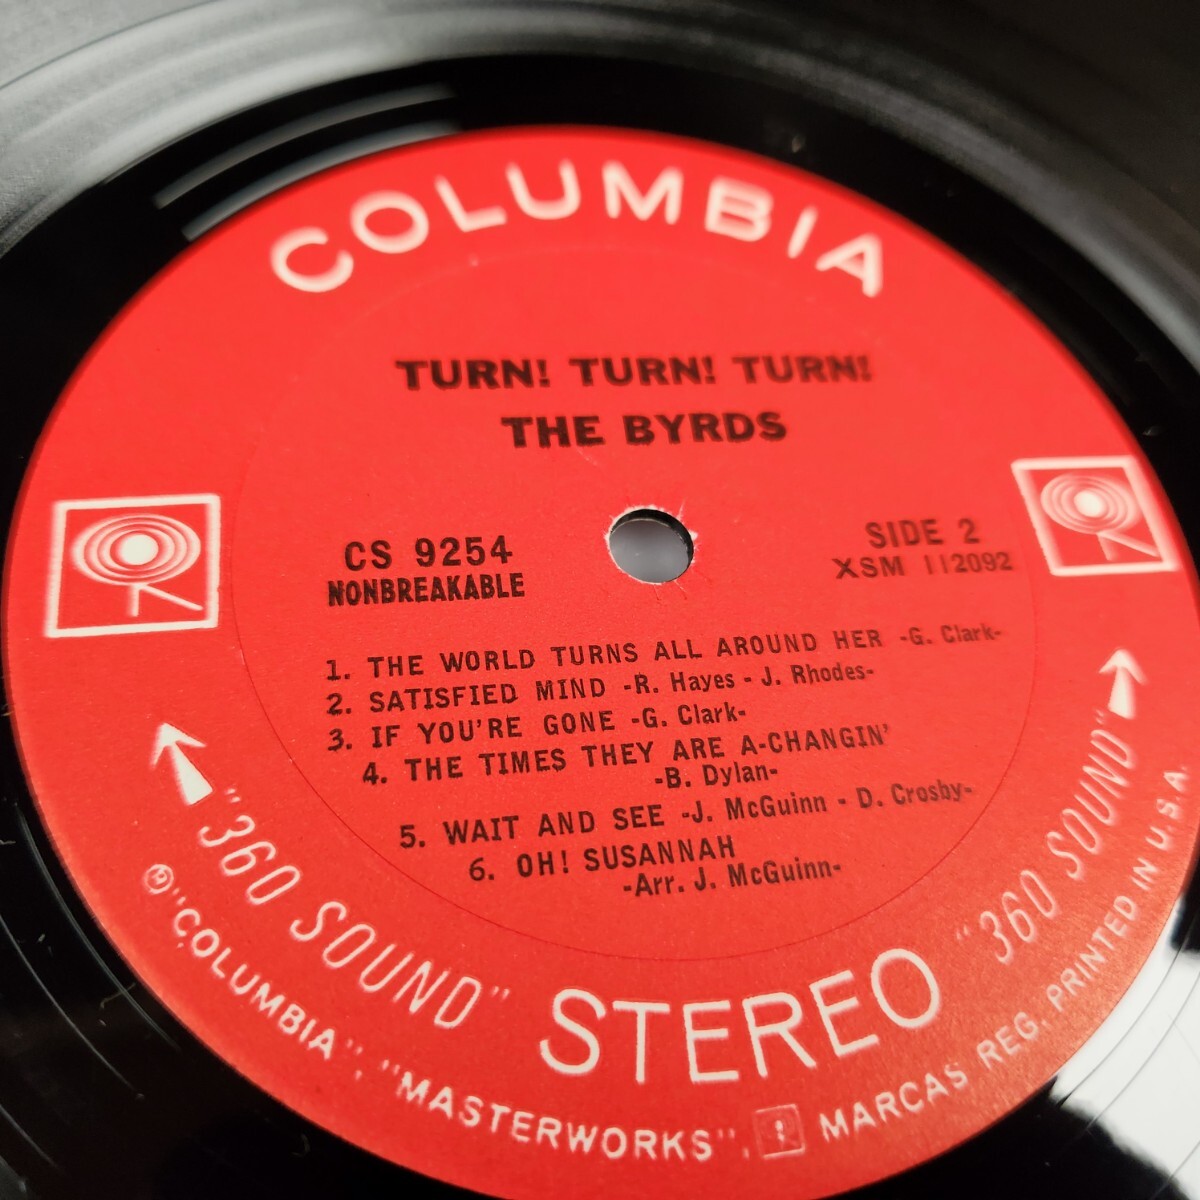 COLUMBIA
TURN! TURN! TURN!
THE BYRDS
CS 9254
NONBREAKABLE
SIDE 2
XSM 112092
1. THE WORLD TURNS ALL AROUND HER -G. Clark-
2. SATISFIED MIND -R. Hayes - J. Rhodes-
3. IF YOU'RE GONE -G. Clark-
4. THE TIMES THEY ARE A-CHANGIN'
-B. Dylan-
5. WAIT AND SEE -J. McGuinn - D. Crosby-
6. OH! SUSANNAH
-Arr. J. McGuinn-
"360 SOUND" STEREO "360 SOUND"
"COLUMBIA", "MASTERWORKS", MARCAS REG. PRINTED IN U.S.A.